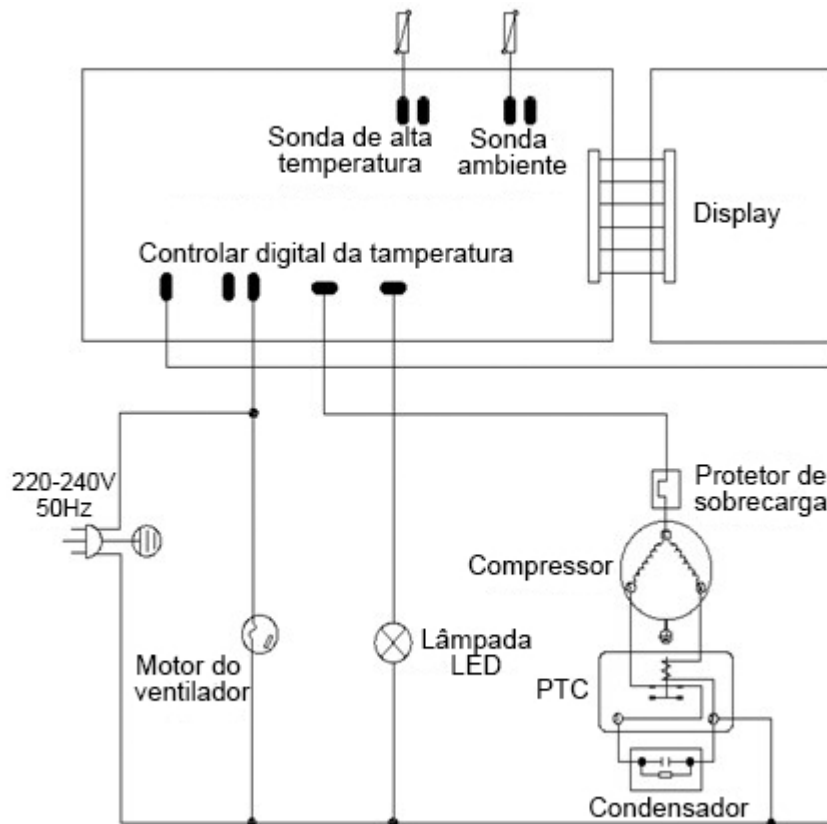 Sonda de alta
temperatura
Sonda
ambiente
Display
Controlar digital da tamperatura
220-240V
50Hz
Protetor de
sobrecarga
Compressor
Motor do
ventilador
Lâmpada
LED
PTC
Condensador